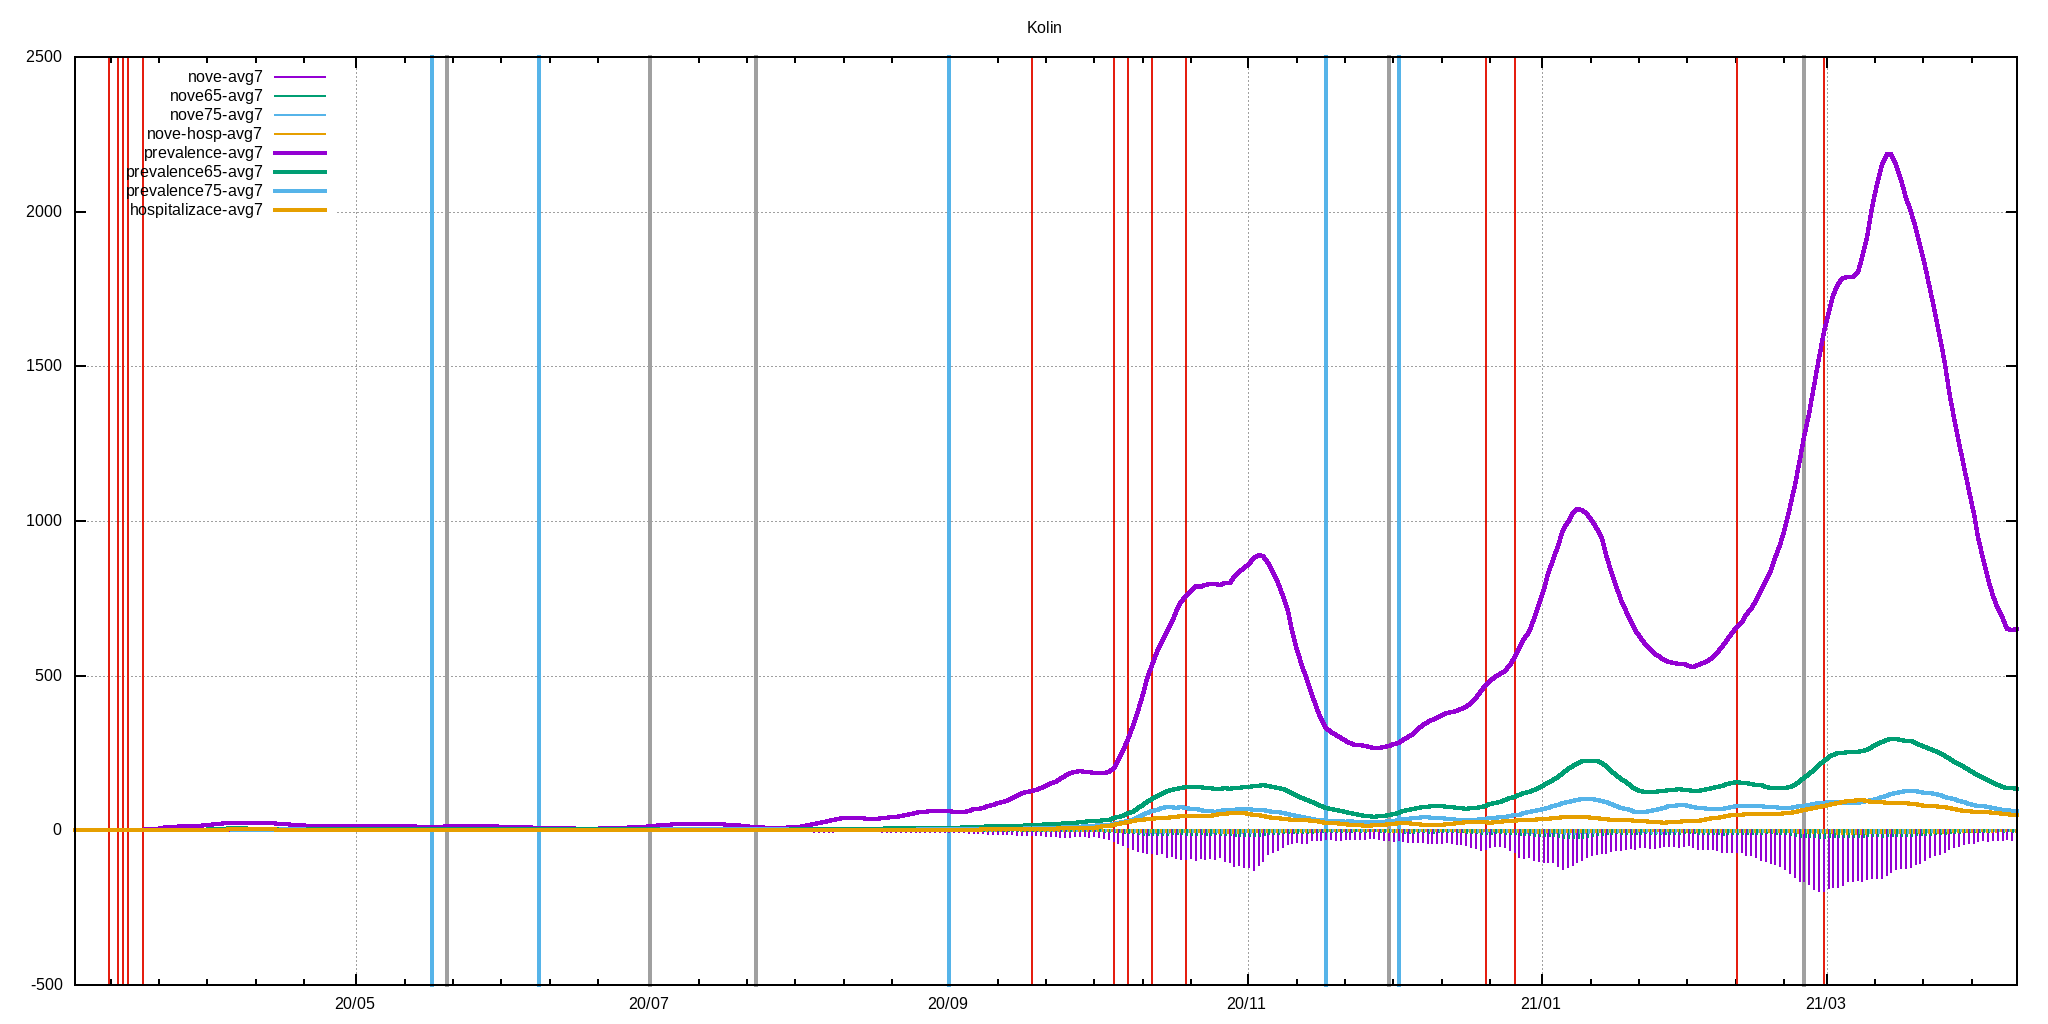 Kolin
2500
nove-avg7
nove65-avg7
nove75-avg7
nove-hosp-avg7
prevalence-avg7
prevalence65-avg7
prevalence75-avg7
hospitalizace-avg7
2000
1500
1000
500
0
-500
20/05 20/07 20/09 20/11 21/01 21/03